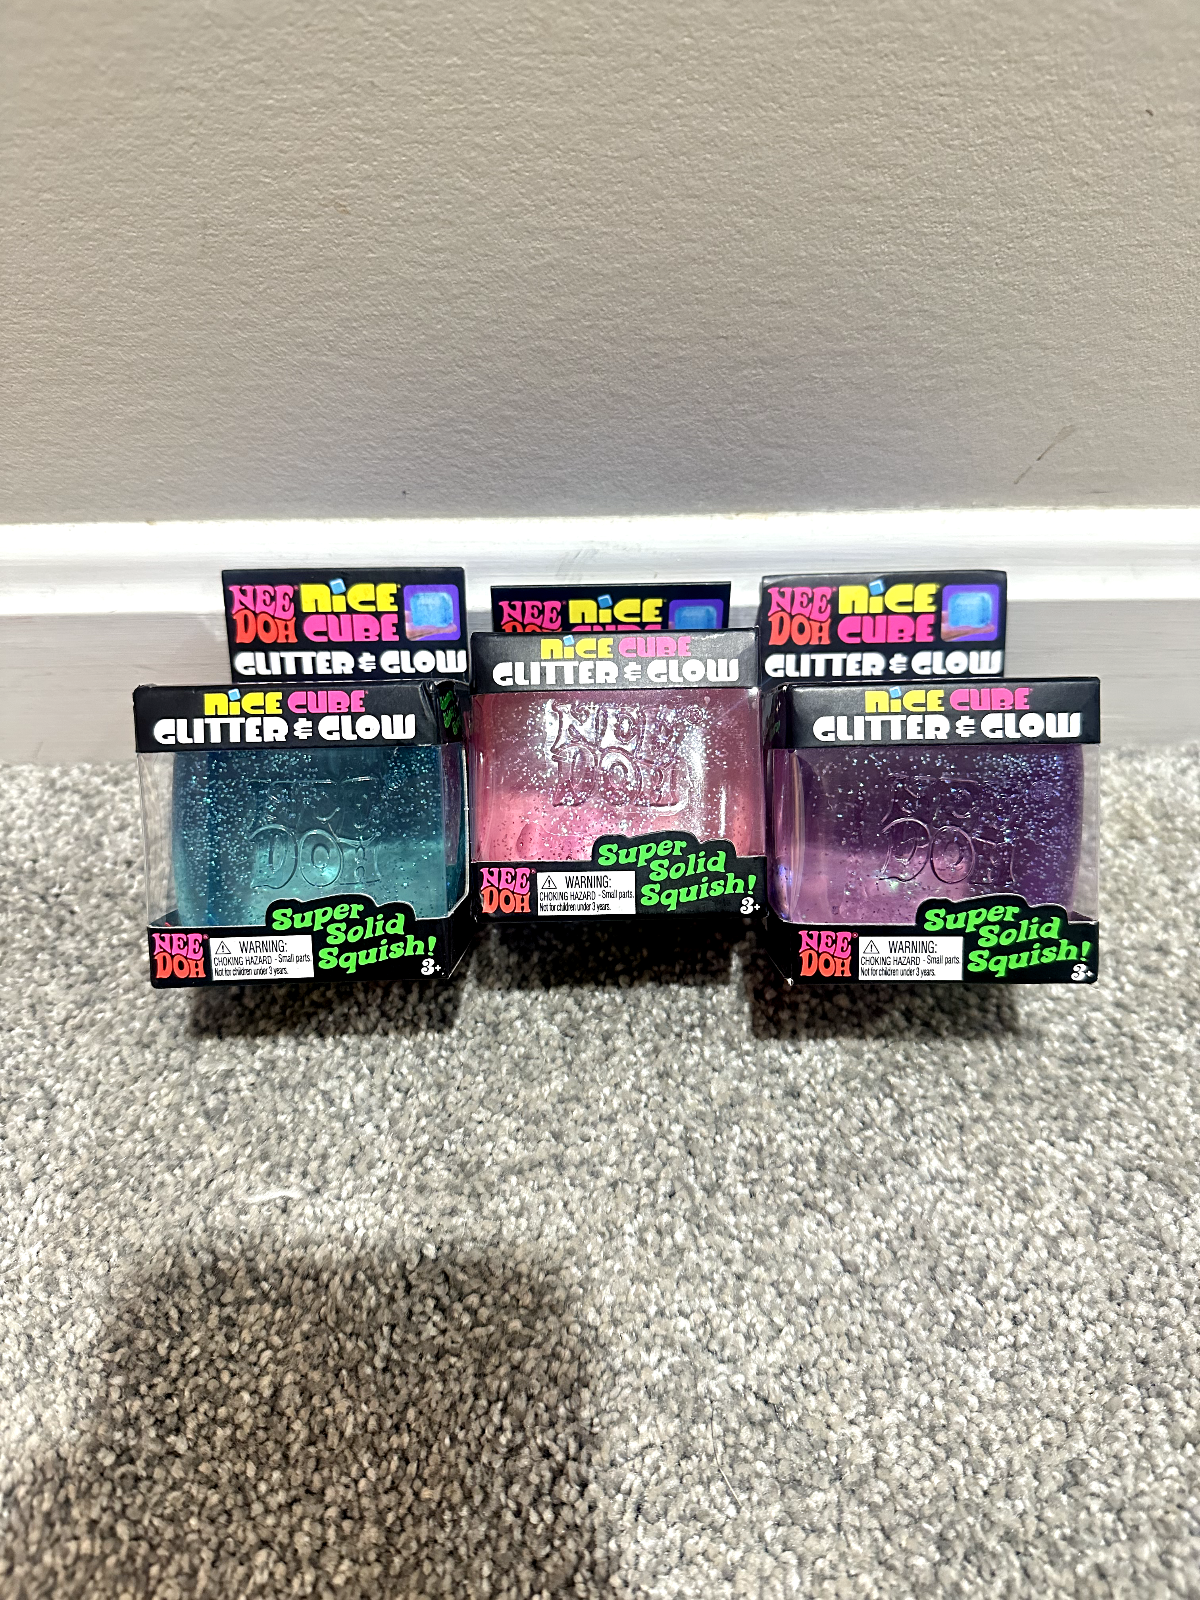 NEE DOH NiCE CUBE
GLITTER & GLOW
NiCE CUBE
GLITTER & GLOW
DOH
Super
Solid
Squish!
NEE
DOH
WARNING:
CHOKING HAZARD - Small parts.
Not for children under 3 years.
3+
NEE DOH NiCE CUBE
NiCE CUBE
GLITTER & GLOW
NEE
DOH
Super
Solid
Squish!
NEE
DOH
WARNING:
CHOKING HAZARD - Small parts.
Not for children under 3 years.
3+
NEE DOH NiCE CUBE
GLITTER & GLOW
NiCE CUBE
GLITTER & GLOW
DOH
Super
Solid
Squish!
NEE
DOH
WARNING:
CHOKING HAZARD - Small parts.
Not for children under 3 years.
3+